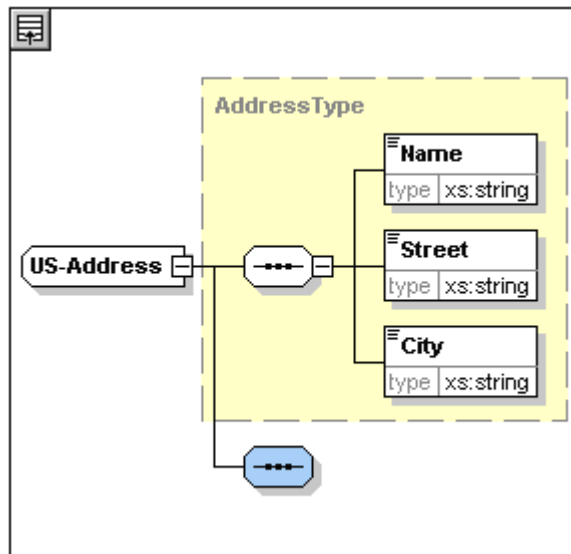 AddressType
Name
type xs:string
US-Address
Street
type xs:string
City
type xs:string